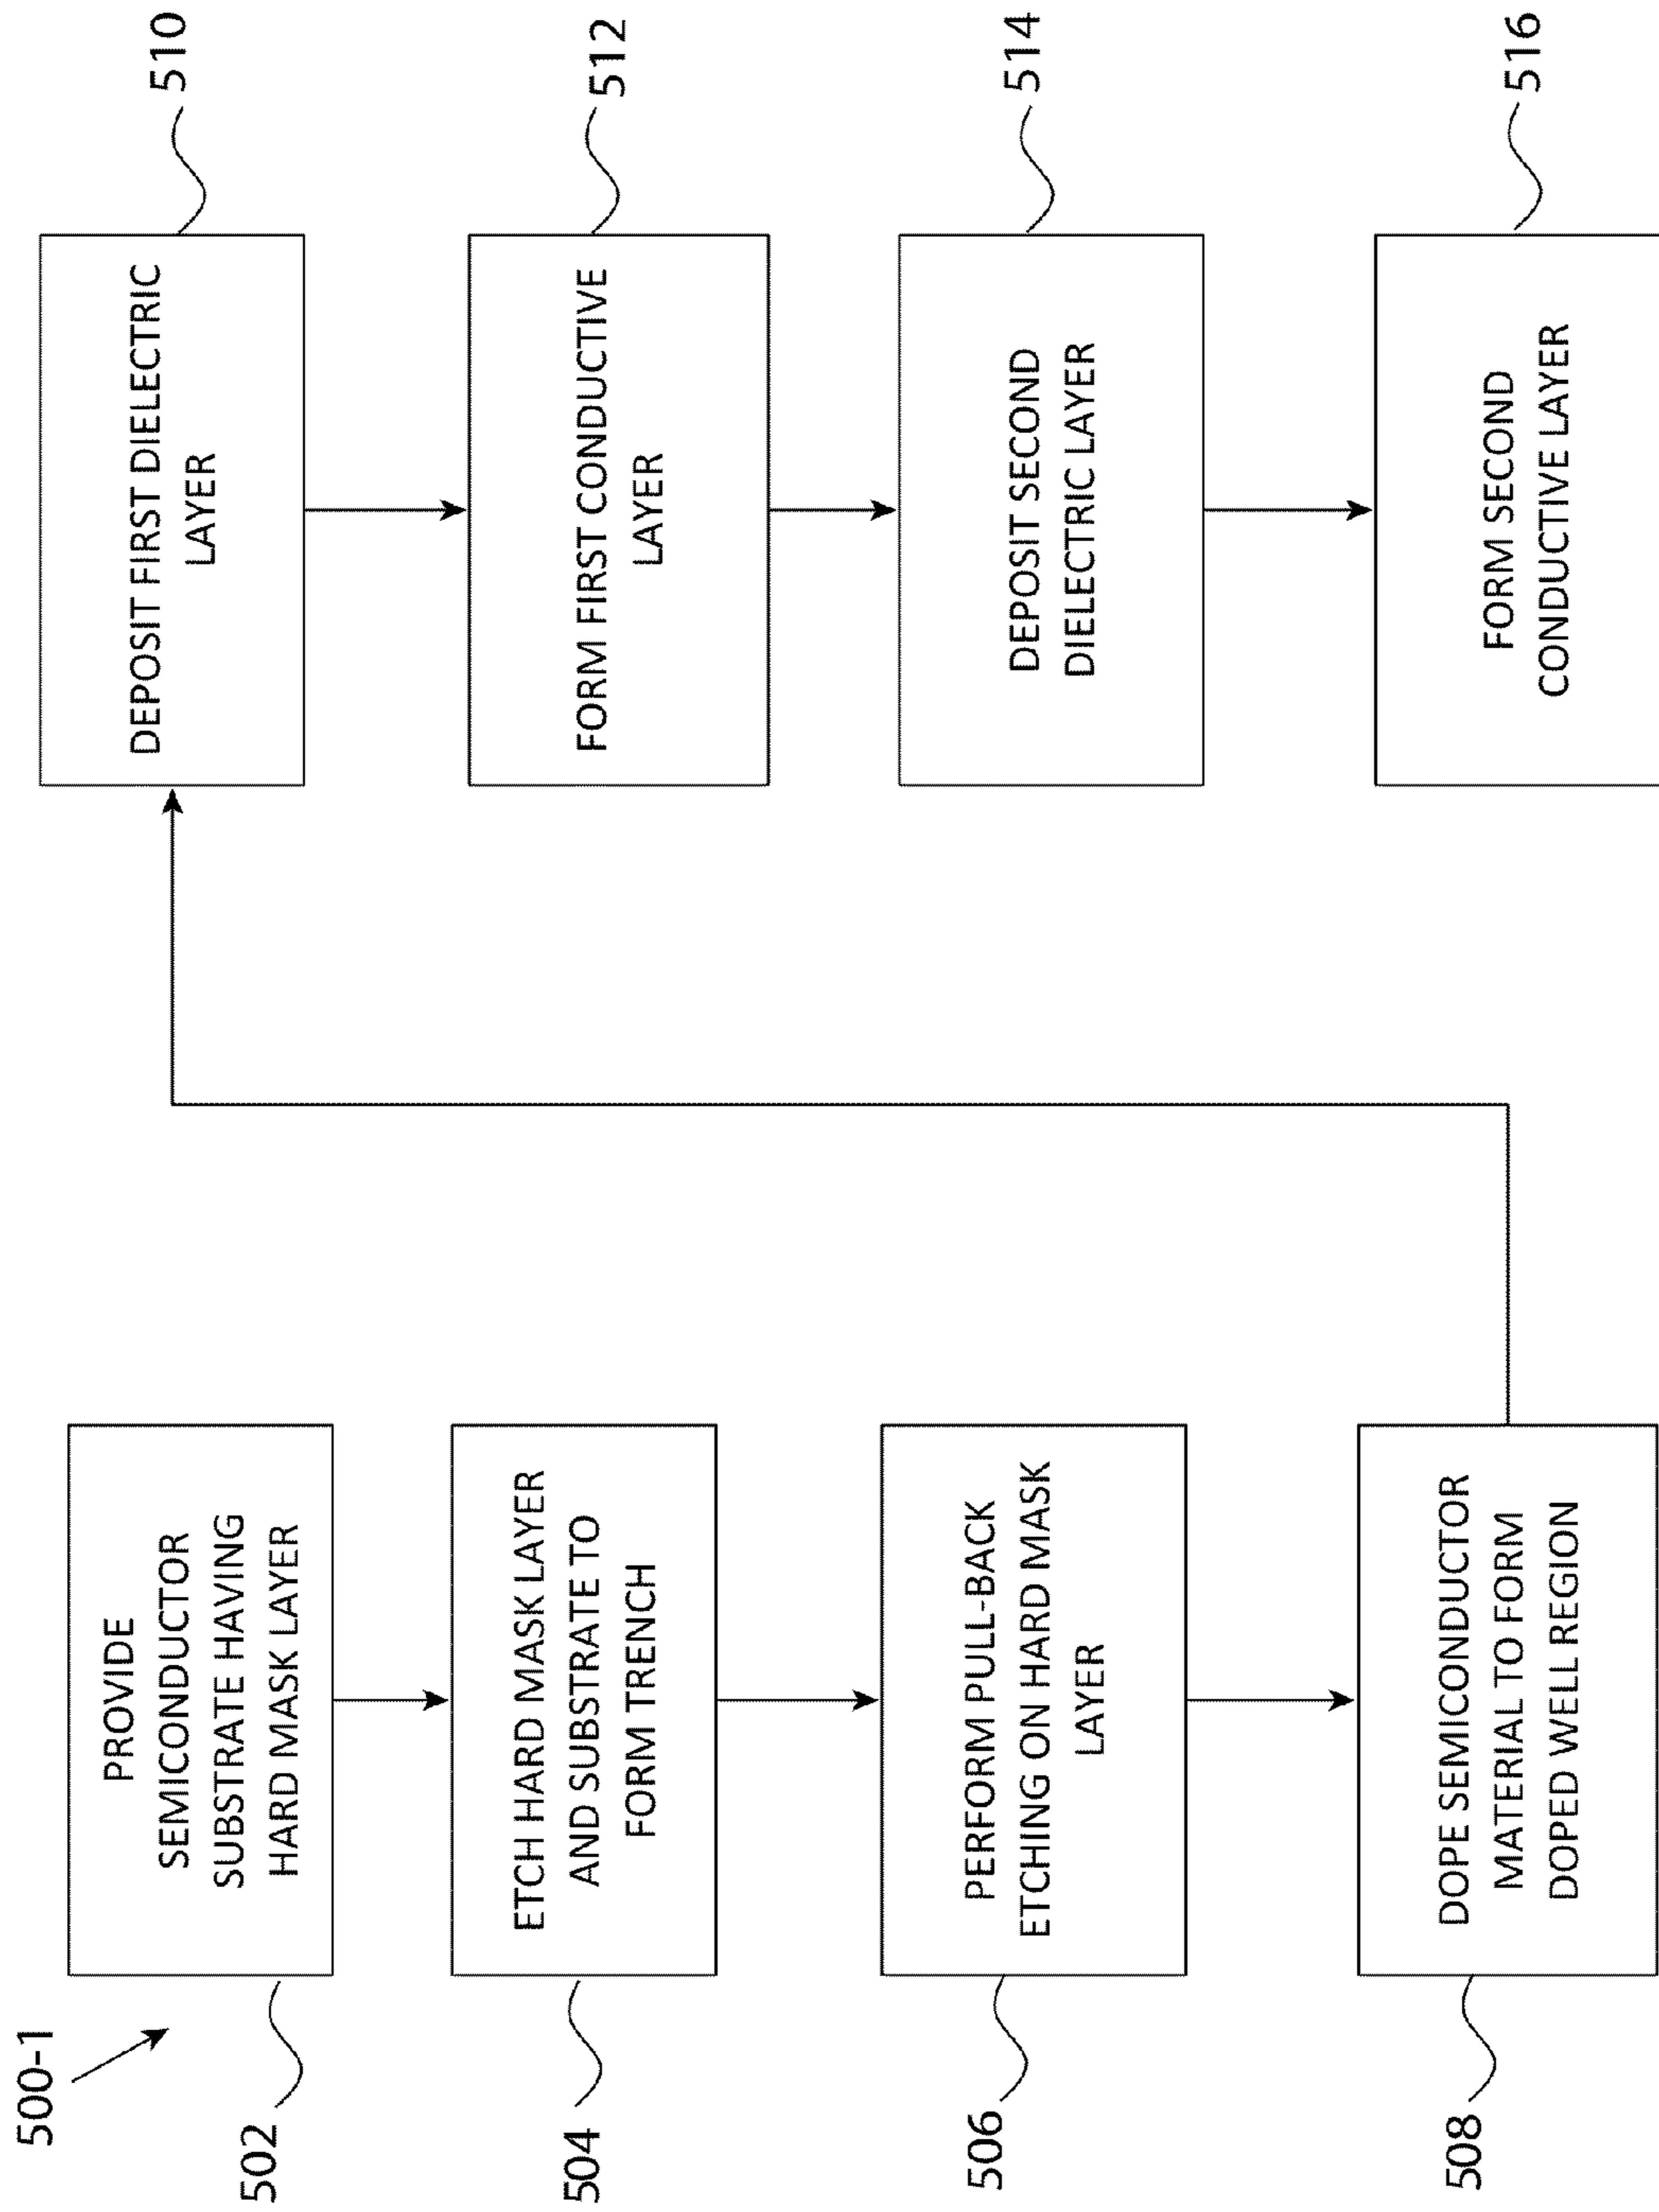 500-1
502
PROVIDE
SEMICONDUCTOR
SUBSTRATE HAVING
HARD MASK LAYER
504
ETCH HARD MASK LAYER
AND SUBSTRATE TO
FORM TRENCH
506
PERFORM PULL-BACK
ETCHING ON HARD MASK
LAYER
508
DOPE SEMICONDUCTOR
MATERIAL TO FORM
DOPED WELL REGION
510
DEPOSIT FIRST DIELECTRIC
LAYER
512
FORM FIRST CONDUCTIVE
LAYER
514
DEPOSIT SECOND
DIELECTRIC LAYER
516
FORM SECOND
CONDUCTIVE LAYER